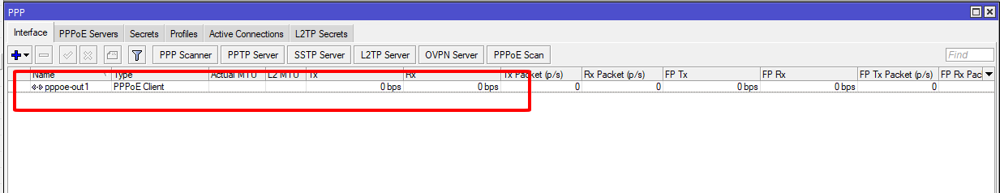 PPP
Interface PPPoE Servers Secrets Profiles Active Connections L2TP Secrets
PPP Scanner PPTP Server SSTP Server L2TP Server OVPN Server PPPoE Scan Find
Name Type Actual MTU L2 MTU Tx Rx Tx Packet (p/s) Rx Packet (p/s) FP Tx FP Rx FP Tx Packet (p/s) FP Rx Pac
pppoe-out1 PPPoE Client 0 bps 0 bps 0 0 0 bps 0 bps 0